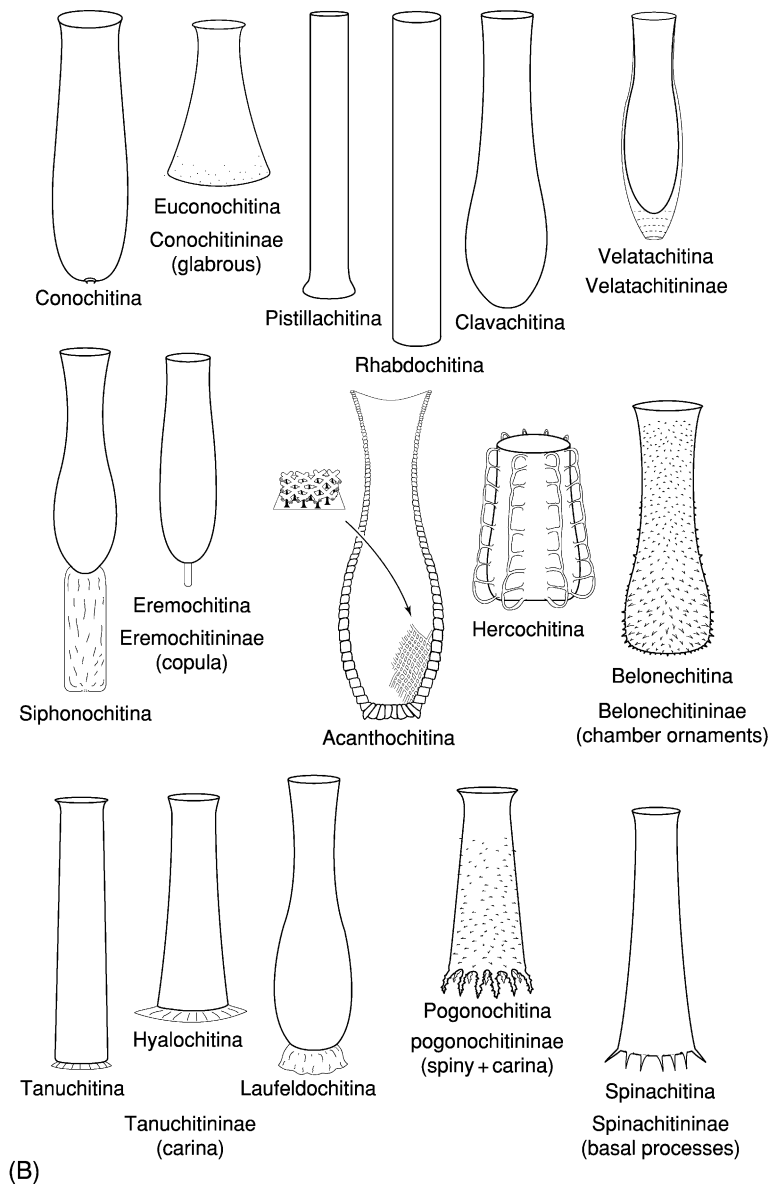 Euconochitina
Conochitininae
(glabrous)
Conochitina
Pistillachitina
Rhabdochitina
Clavachitina
Velatachitina
Velatachitininae
Siphonochitina
Eremochitina
Eremochitininae
(copula)
Acanthochitina
Hercochitina
Belonechitina
Belonechitininae
(chamber ornaments)
Tanuchitina
Hyalochitina
Laufeldochitina
Tanuchitininae
(carina)
Pogonochitina
pogonochitininae
(spiny + carina)
Spinachitina
Spinachitininae
(basal processes)
(B)